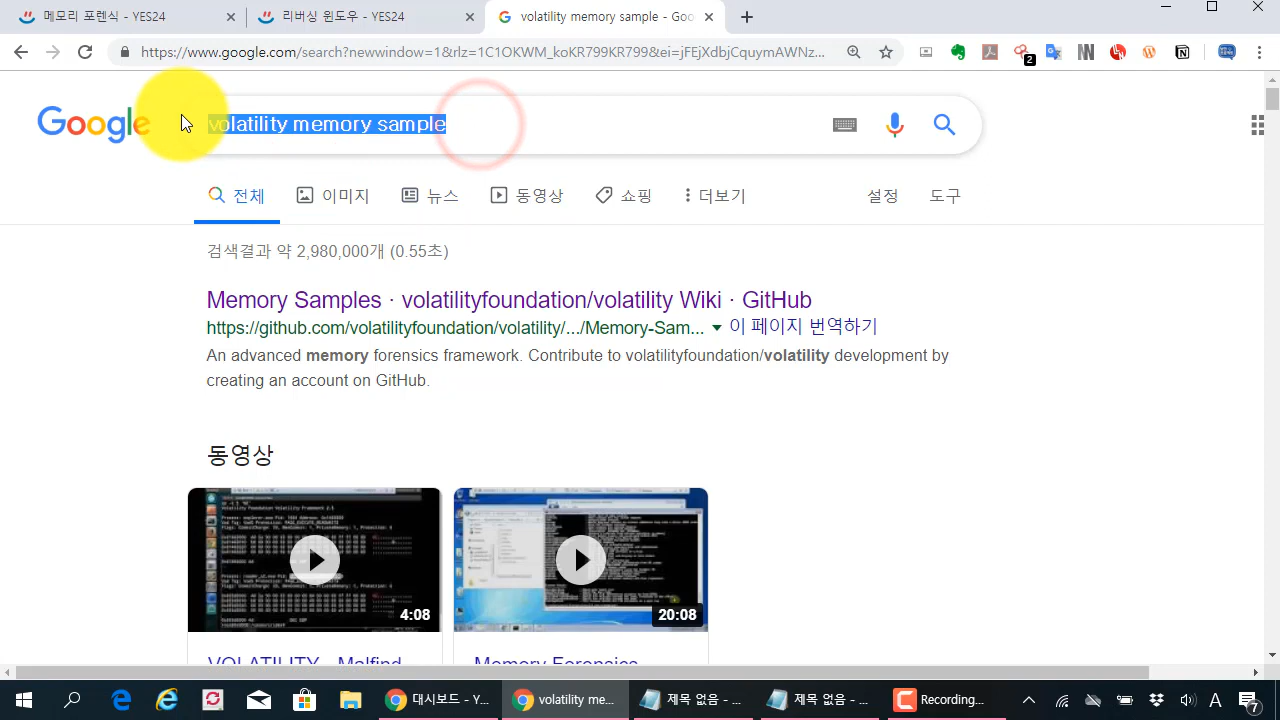 메모리 포렌식 - YES24
리버싱 윈도우 - YES24
volatility memory sample - Goo
https://www.google.com/search?newwindow=1&rlz=1C1OKWM_koKR799KR799&ei=jFEjXdbjCquymAWNz...
2
Google
volatility memory sample
전체
이미지
뉴스
동영상
쇼핑
더보기
설정
도구
검색결과 약 2,980,000개 (0.55초)
Memory Samples · volatilityfoundation/volatility Wiki · GitHub
https://github.com/volatilityfoundation/volatility/.../Memory-Sam... ▼ 이 페이지 번역하기
An advanced memory forensics framework. Contribute to volatilityfoundation/volatility development by
creating an account on GitHub.
동영상
4:08
20:08
VOLATILITY - Malfind
Memory Forensics
대시보드 - Y...
volatility me...
제목 없음 - ...
제목 없음 - ...
Recording...
A
7